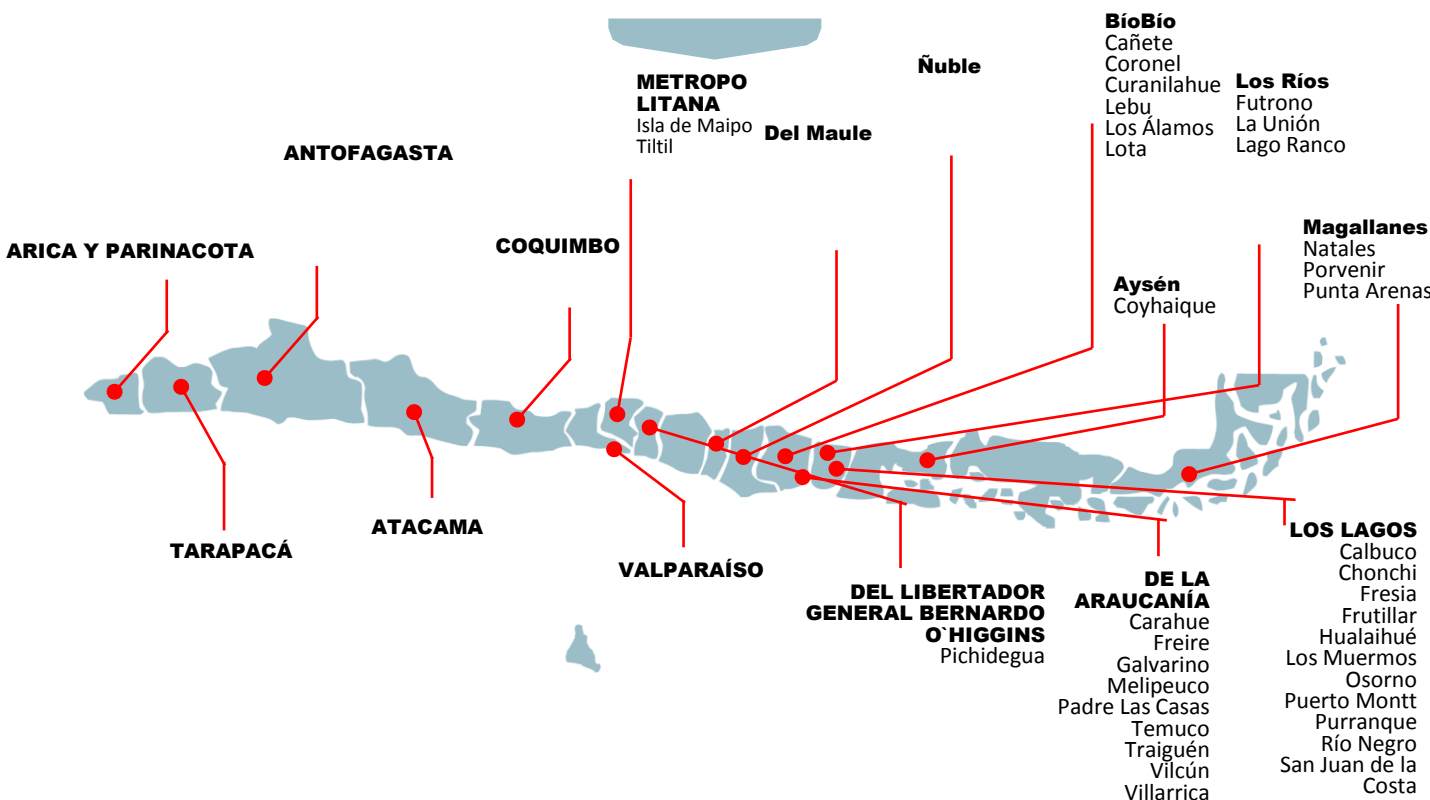 BíoBío
Cañete
Coronel
Curanilahue
Lebu
Los Álamos
Lota
Ñuble
Los Ríos
Futrono
La Unión
Lago Ranco
METROPO
LITANA
Isla de Maipo
Tiltil
Del Maule
ANTOFAGASTA
ARICA Y PARINACOTA
COQUIMBO
Magallanes
Natales
Porvenir
Punta Arenas
Aysén
Coyhaique
TARAPACÁ
ATACAMA
VALPARAÍSO
DEL LIBERTADOR
GENERAL BERNARDO
O`HIGGINS
Pichidegua
DE LA
ARAUCANÍA
Carahue
Freire
Galvarino
Melipeuco
Padre Las Casas
Temuco
Traiguén
Vilcún
Villarrica
LOS LAGOS
Calbuco
Chonchi
Fresia
Frutillar
Hualaihué
Los Muermos
Osorno
Puerto Montt
Purranque
Río Negro
San Juan de la
Costa